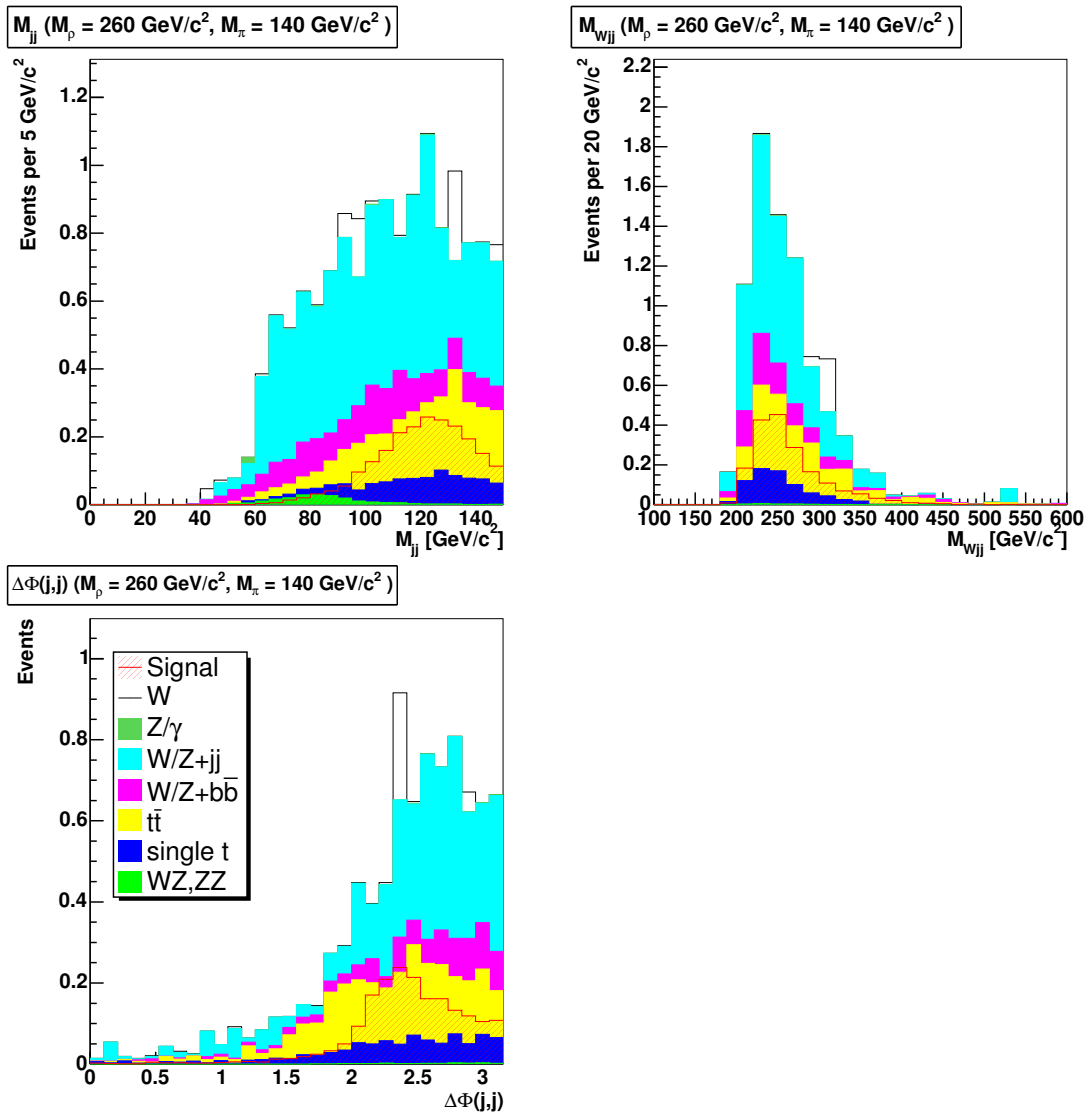 M_jj (M_ρ = 260 GeV/c², M_π = 140 GeV/c² )
Events per 5 GeV/c²
1.2
1
0.8
0.6
0.4
0.2
0
0 20 40 60 80 100 120 140
M_jj [GeV/c²]
M_Wjj (M_ρ = 260 GeV/c², M_π = 140 GeV/c² )
Events per 20 GeV/c²
2.2
2
1.8
1.6
1.4
1.2
1
0.8
0.6
0.4
0.2
0
100 150 200 250 300 350 400 450 500 550 600
M_Wjj [GeV/c²]
ΔΦ(j,j) (M_ρ = 260 GeV/c², M_π = 140 GeV/c² )
Events
1
0.8
0.6
0.4
0.2
0
Signal
W
Z/γ
W/Z+jj
W/Z+bb̄
tt̄
single t
WZ,ZZ
0 0.5 1 1.5 2 2.5 3
ΔΦ(j,j)